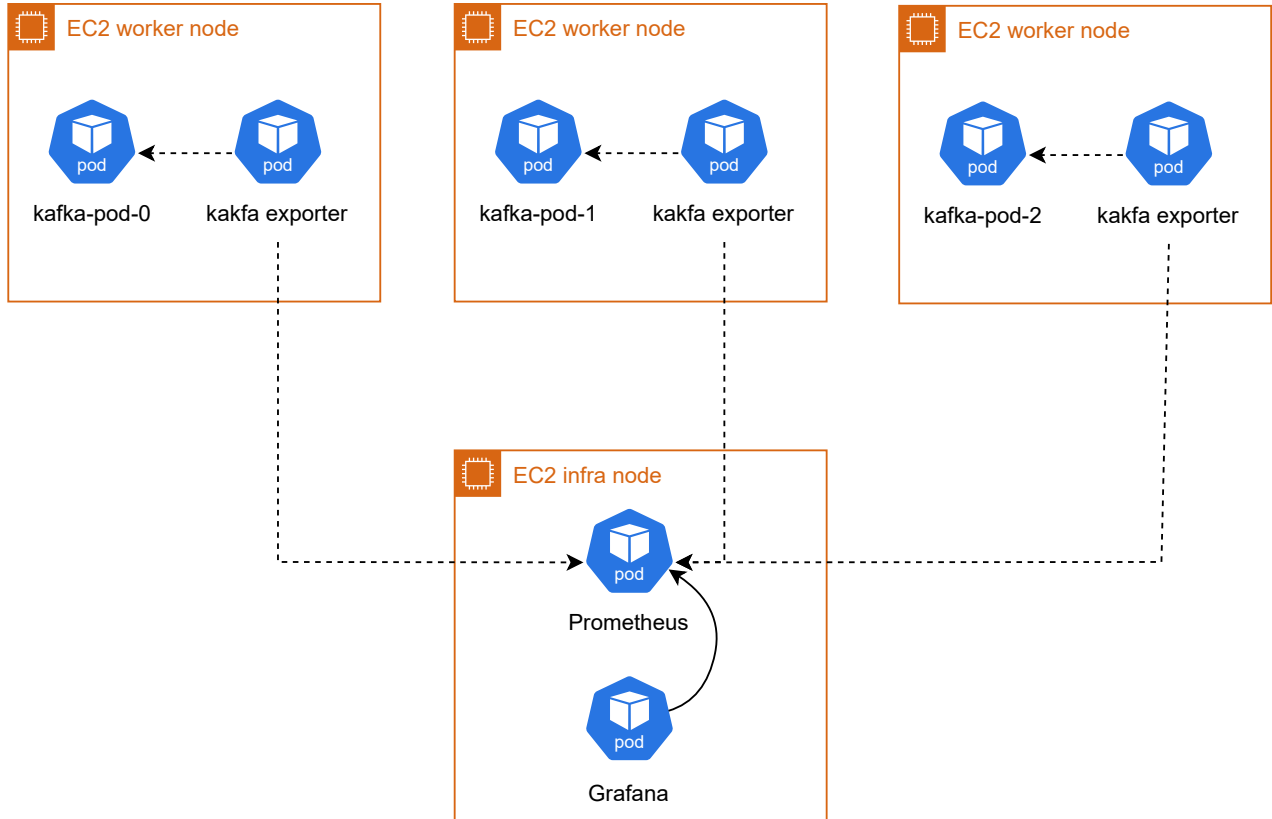 EC2 worker node
EC2 worker node
EC2 worker node
pod
pod
pod
pod
pod
pod
kafka-pod-0
kakfa exporter
kafka-pod-1
kakfa exporter
kafka-pod-2
kakfa exporter
EC2 infra node
pod
Prometheus
pod
Grafana